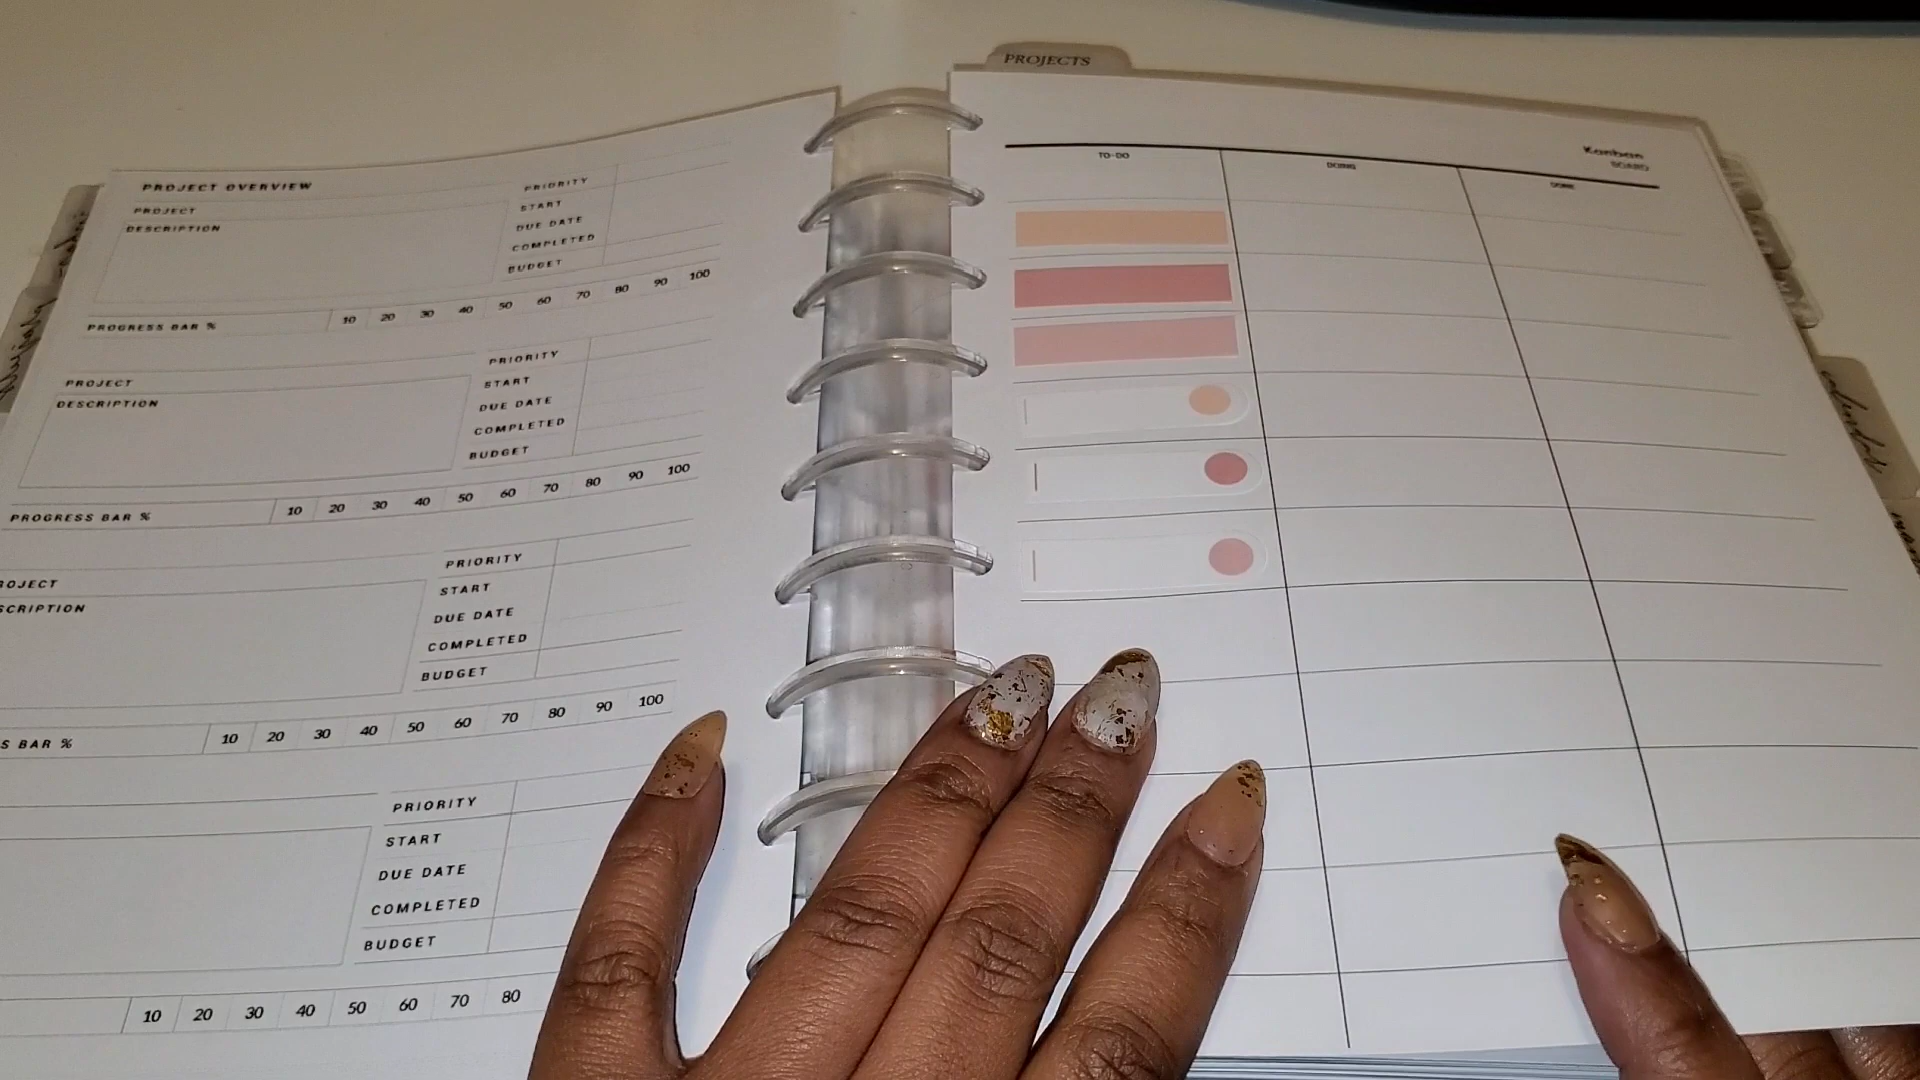 PROJECTS
PROJECT OVERVIEW
PROJECT
DESCRIPTION
PRIORITY
START
DUE DATE
COMPLETED
BUDGET
PROGRESS BAR % 10 20 30 40 50 60 70 80 90 100
PROJECT
DESCRIPTION
PRIORITY
START
DUE DATE
COMPLETED
BUDGET
PROGRESS BAR % 10 20 30 40 50 60 70 80 90 100
OJECT
SCRIPTION
PRIORITY
START
DUE DATE
COMPLETED
BUDGET
S BAR % 10 20 30 40 50 60 70 80 90 100
PRIORITY
START
DUE DATE
COMPLETED
BUDGET
10 20 30 40 50 60 70 80
Kanban
BOARD
TO-DO DOING DONE